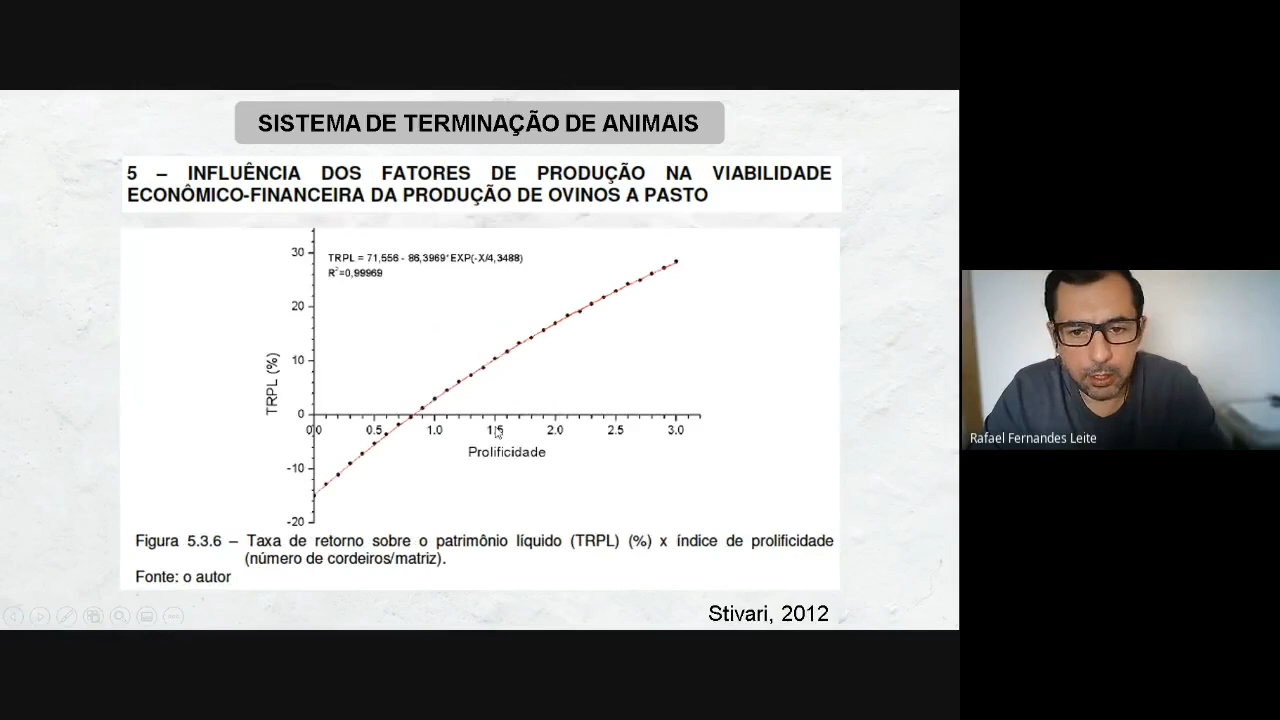 SISTEMA DE TERMINAÇÃO DE ANIMAIS
5 – INFLUÊNCIA DOS FATORES DE PRODUÇÃO NA VIABILIDADE
ECONÔMICO-FINANCEIRA DA PRODUÇÃO DE OVINOS A PASTO
TRPL = 71,556 - 86,3969*EXP(-X/4,3488)
R²=0,99969
30
20
10
0
-10
-20
TRPL (%)
0.0 0.5 1.0 1.5 2.0 2.5 3.0
Prolificidade
Figura 5.3.6 – Taxa de retorno sobre o patrimônio líquido (TRPL) (%) x índice de prolificidade
(número de cordeiros/matriz).
Fonte: o autor
Stivari, 2012
Rafael Fernandes Leite